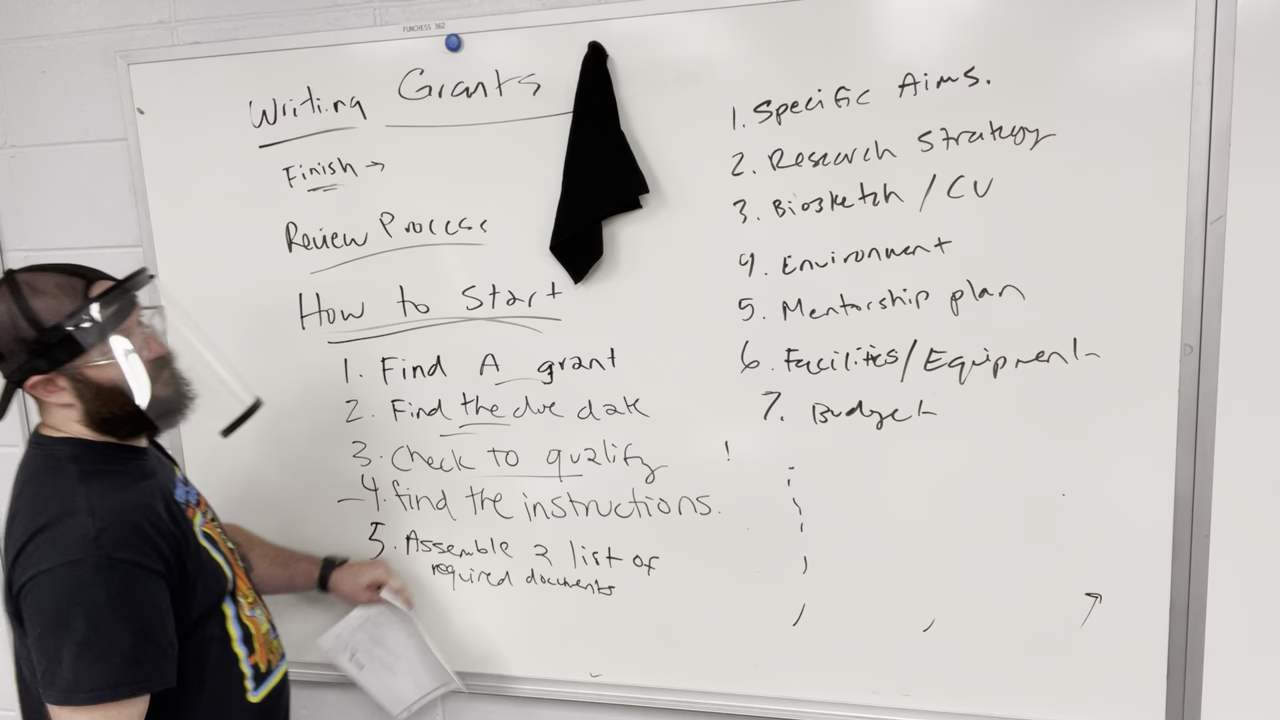 FUNCHESS 362
Writing Grants
Finish →
Review Process
How to Start
1. Find A grant
2. Find the due date
3. Check to qualify
4. find the instructions.
5. Assemble a list of
required documents
1. Specific Aims.
2. Research Strategy
3. Biosketch / CV
4. Environment
5. Mentorship plan
6. Facilities/Equipment
7. Budget